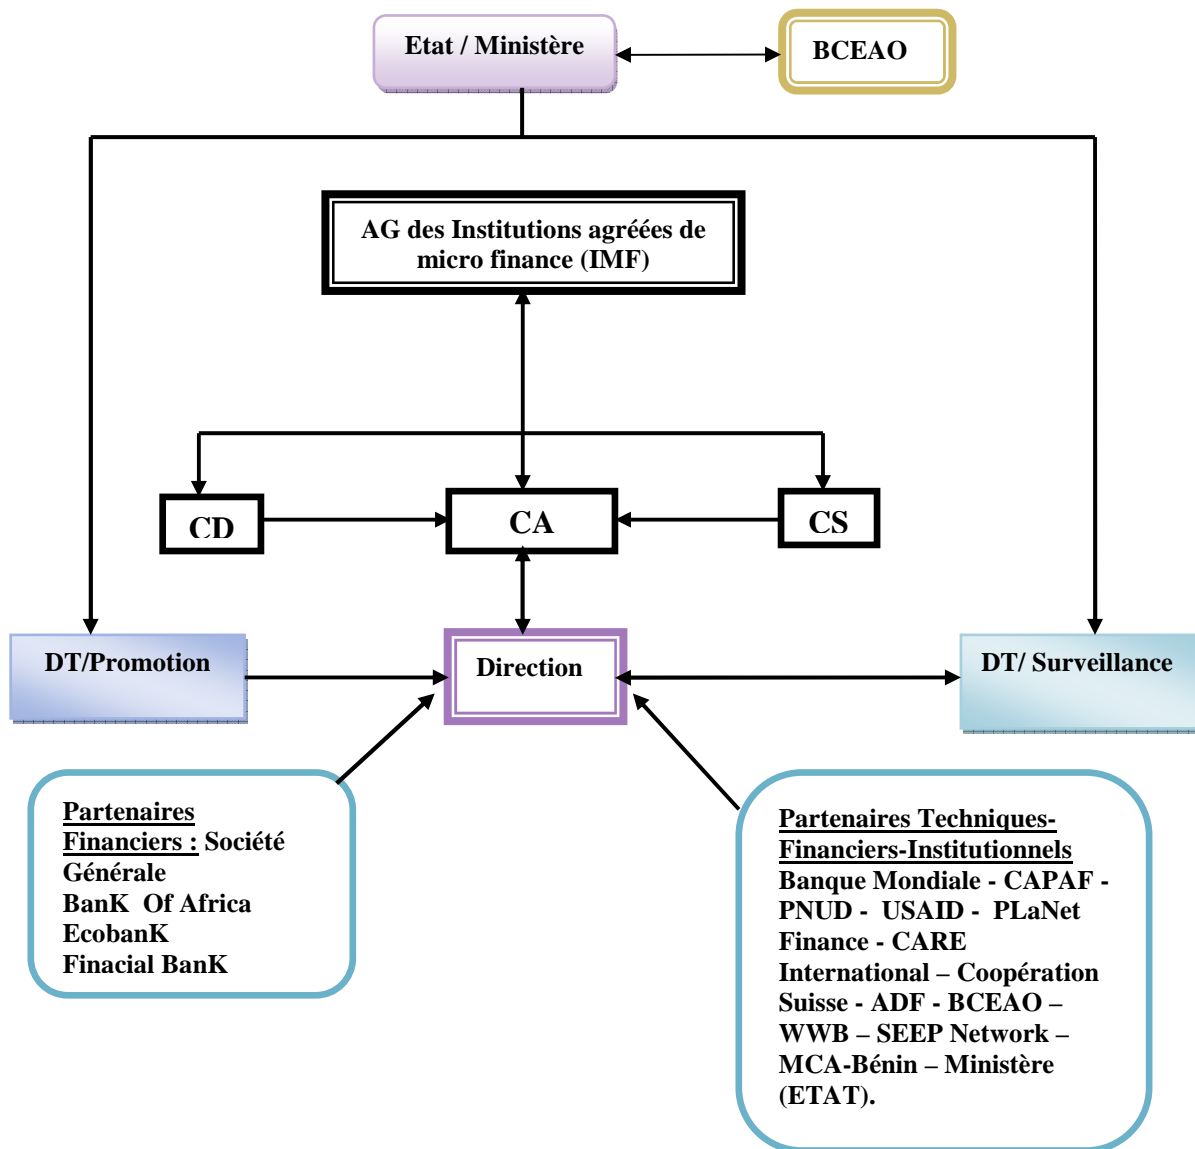 Etat / Ministère
BCEAO
AG des Institutions agréées de
micro finance (IMF)
CD
CA
CS
DT/Promotion
Direction
DT/ Surveillance
Partenaires
Financiers : Société
Générale
BanK Of Africa
EcobanK
Finacial BanK
Partenaires Techniques-
Financiers-Institutionnels
Banque Mondiale - CAPAF -
PNUD - USAID - PLaNet
Finance - CARE
International – Coopération
Suisse - ADF - BCEAO –
WWB – SEEP Network –
MCA-Bénin – Ministère
(ETAT).